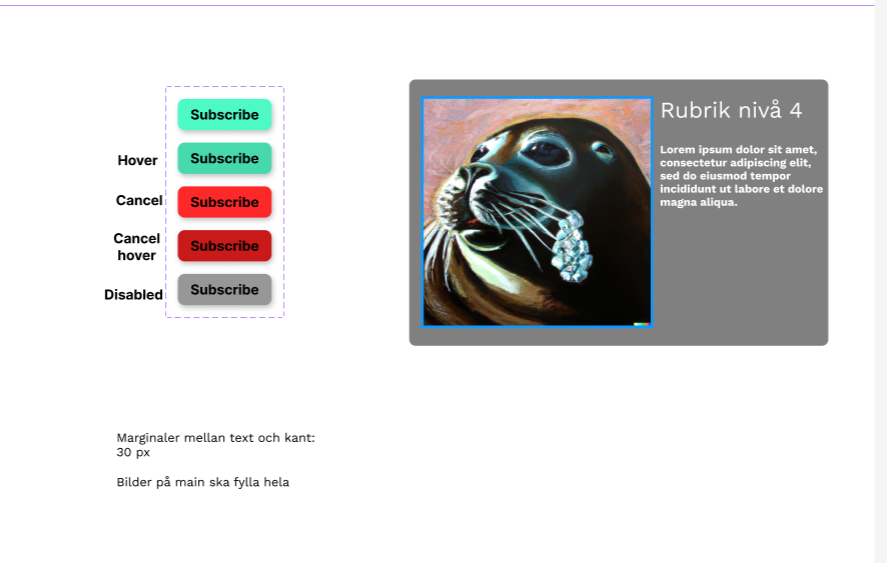 Subscribe
Hover
Subscribe
Cancel
Subscribe
Cancel
hover
Subscribe
Disabled
Subscribe
Rubrik nivå 4
Lorem ipsum dolor sit amet,
consectetur adipiscing elit,
sed do eiusmod tempor
incididunt ut labore et dolore
magna aliqua.
Marginaler mellan text och kant:
30 px
Bilder på main ska fylla hela